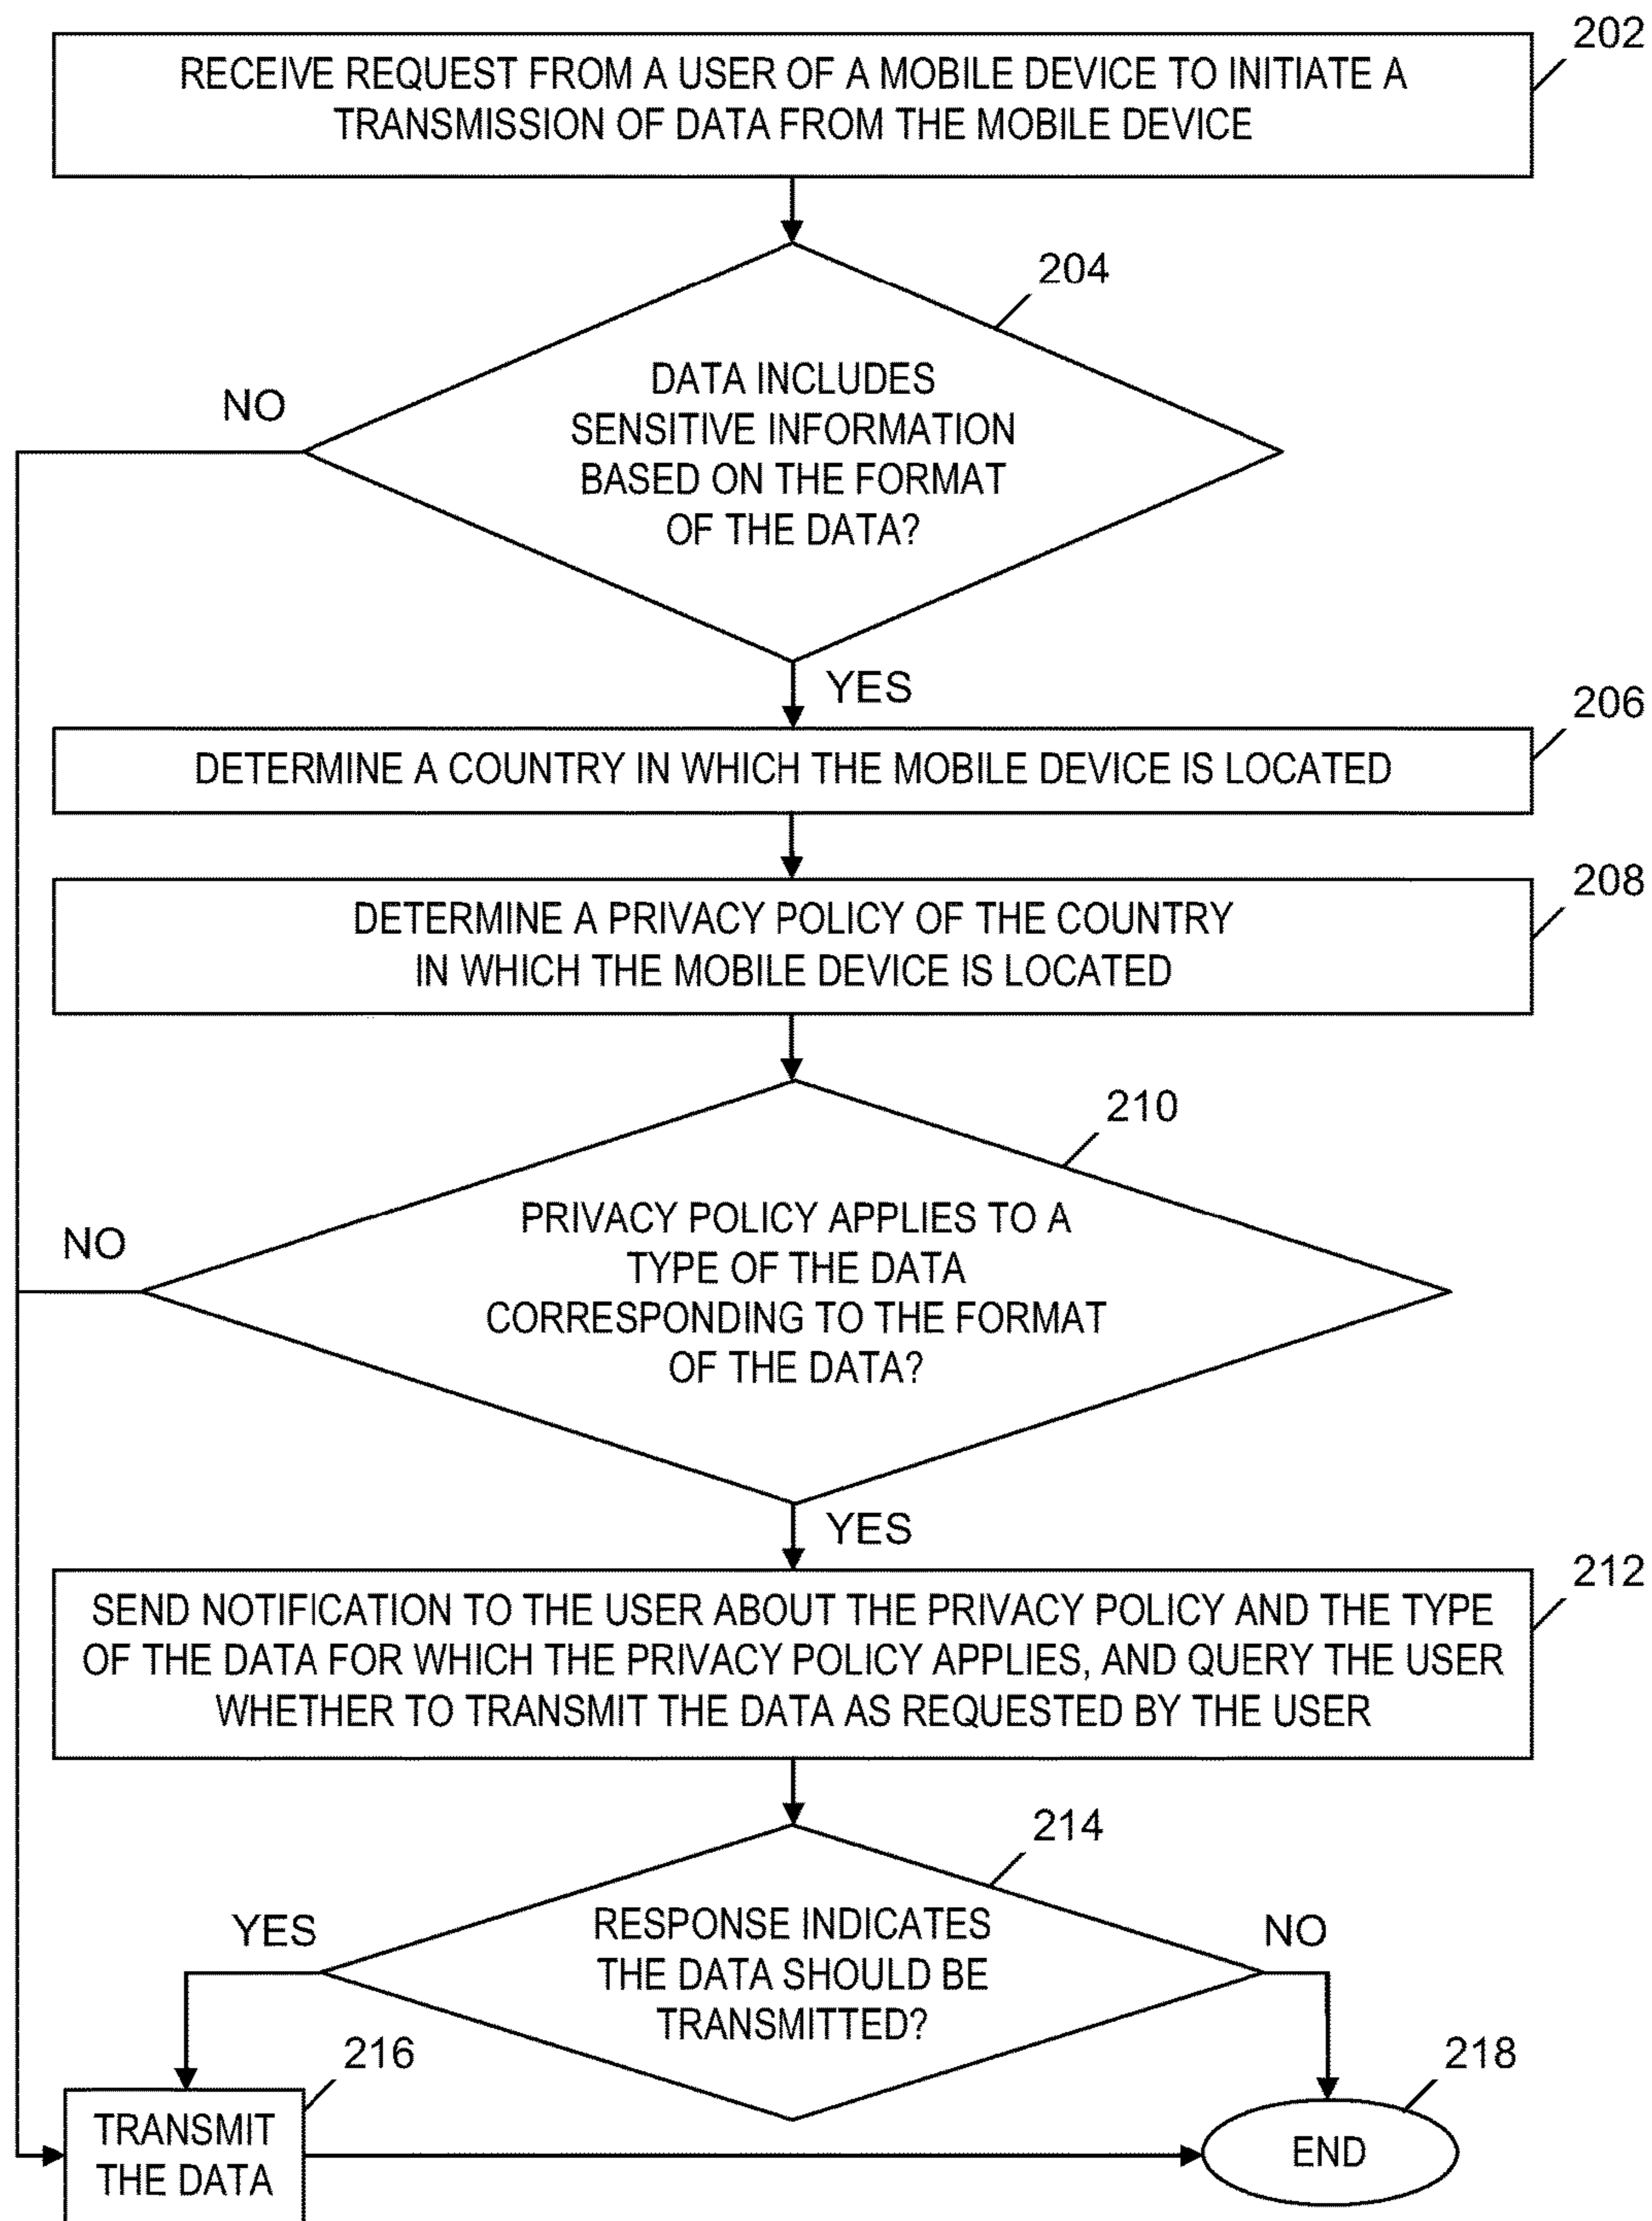 202
RECEIVE REQUEST FROM A USER OF A MOBILE DEVICE TO INITIATE A
TRANSMISSION OF DATA FROM THE MOBILE DEVICE
204
DATA INCLUDES
SENSITIVE INFORMATION
BASED ON THE FORMAT
OF THE DATA?
NO
YES
206
DETERMINE A COUNTRY IN WHICH THE MOBILE DEVICE IS LOCATED
208
DETERMINE A PRIVACY POLICY OF THE COUNTRY
IN WHICH THE MOBILE DEVICE IS LOCATED
210
PRIVACY POLICY APPLIES TO A
TYPE OF THE DATA
CORRESPONDING TO THE FORMAT
OF THE DATA?
NO
YES
212
SEND NOTIFICATION TO THE USER ABOUT THE PRIVACY POLICY AND THE TYPE
OF THE DATA FOR WHICH THE PRIVACY POLICY APPLIES, AND QUERY THE USER
WHETHER TO TRANSMIT THE DATA AS REQUESTED BY THE USER
214
RESPONSE INDICATES
THE DATA SHOULD BE
TRANSMITTED?
YES
NO
216
TRANSMIT
THE DATA
218
END